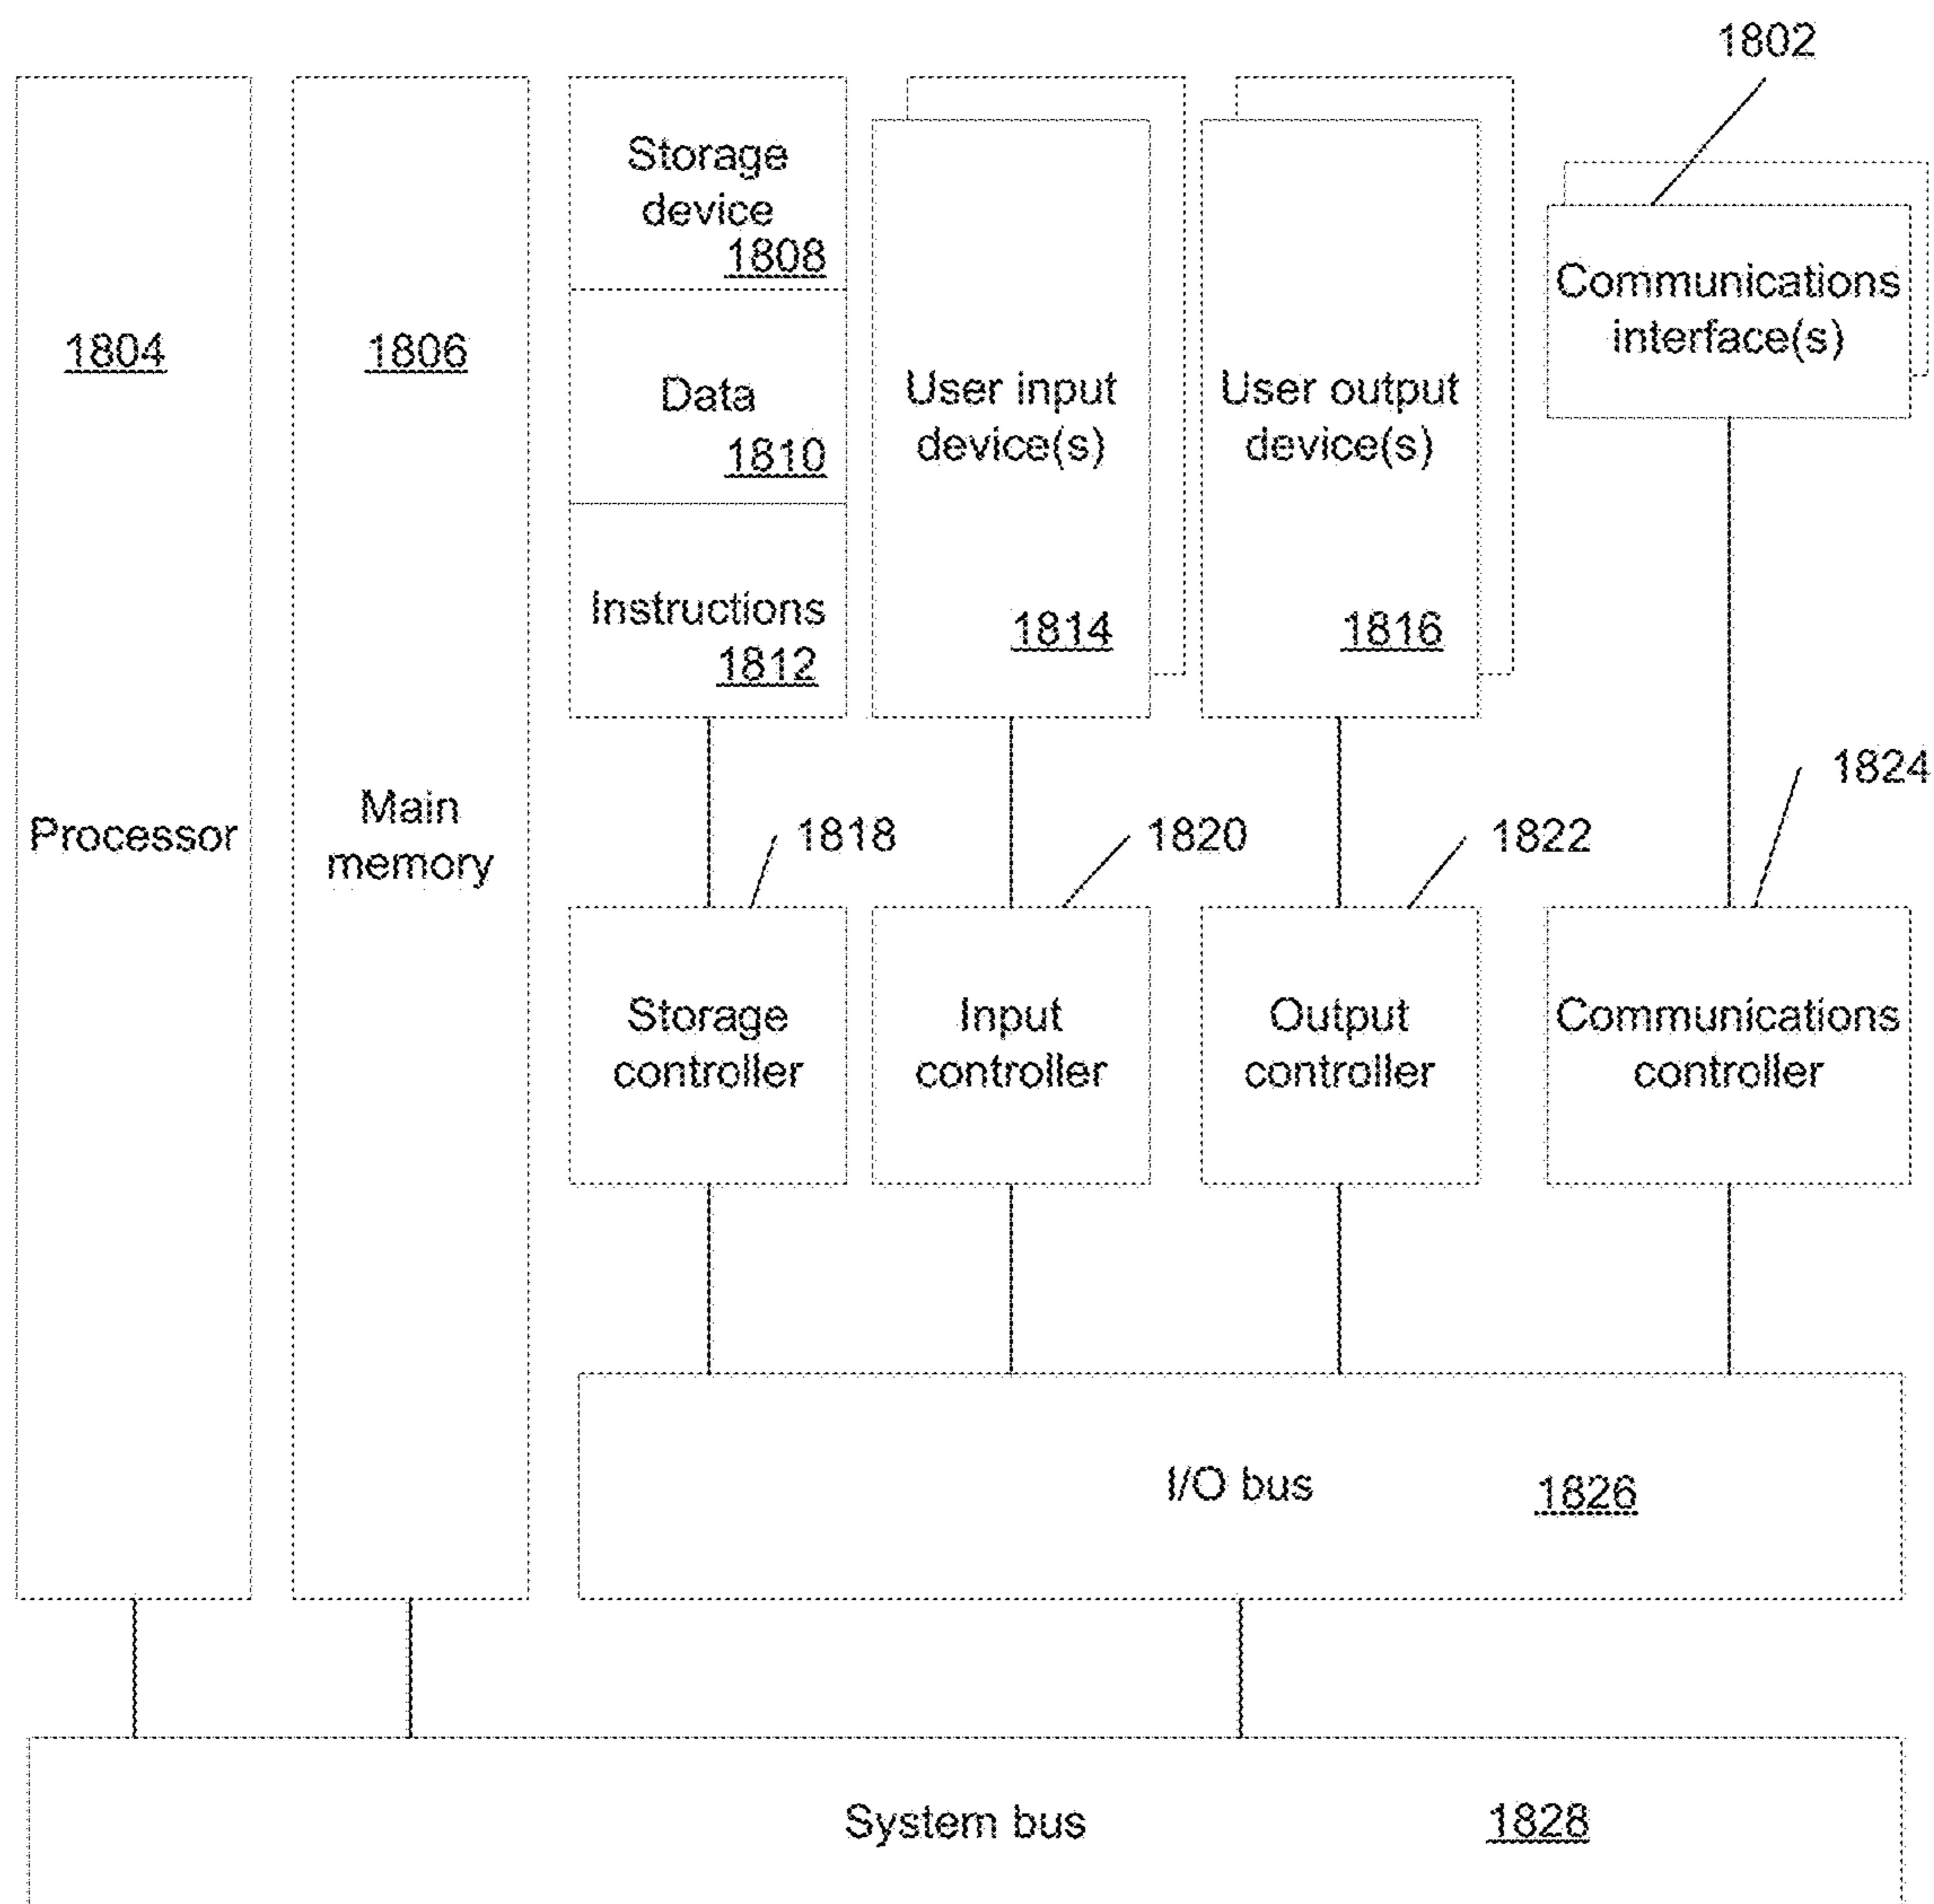 1802
Storage
device
1808
Communications
interface(s)
1804
1806
Data
1810
User input
device(s)
User output
device(s)
Instructions
1812
1814
1816
1824
Processor
Main
memory
1818
1820
1822
Storage
controller
Input
controller
Output
controller
Communications
controller
I/O bus
1826
System bus
1828